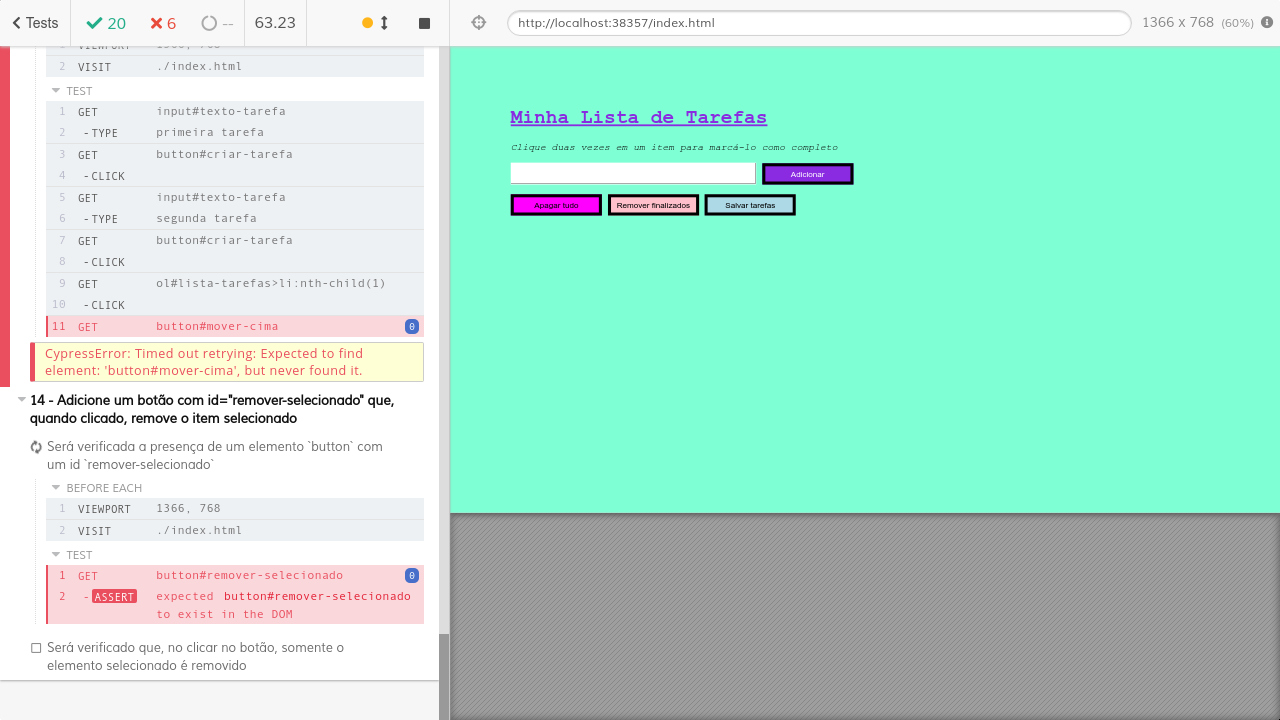 Tests 20 6 -- 63.23
VIEWPORT 1366, 768
2 VISIT ./index.html
TEST
1 GET input#texto-tarefa
2 -TYPE primeira tarefa
3 GET button#criar-tarefa
4 -CLICK
5 GET input#texto-tarefa
6 -TYPE segunda tarefa
7 GET button#criar-tarefa
8 -CLICK
9 GET ol#lista-tarefas>li:nth-child(1)
10 -CLICK
11 GET button#mover-cima 0
CypressError: Timed out retrying: Expected to find
element: 'button#mover-cima', but never found it.
14 - Adicione um botão com id="remover-selecionado" que,
quando clicado, remove o item selecionado
Será verificada a presença de um elemento `button` com
um id `remover-selecionado`
BEFORE EACH
1 VIEWPORT 1366, 768
2 VISIT ./index.html
TEST
1 GET button#remover-selecionado 0
2 -ASSERT expected button#remover-selecionado
to exist in the DOM
Será verificado que, no clicar no botão, somente o
elemento selecionado é removido
http://localhost:38357/index.html 1366 x 768 (60%)
Minha Lista de Tarefas
Clique duas vezes em um item para marcá-lo como completo
Adicionar
Apagar tudo Remover finalizados Salvar tarefas